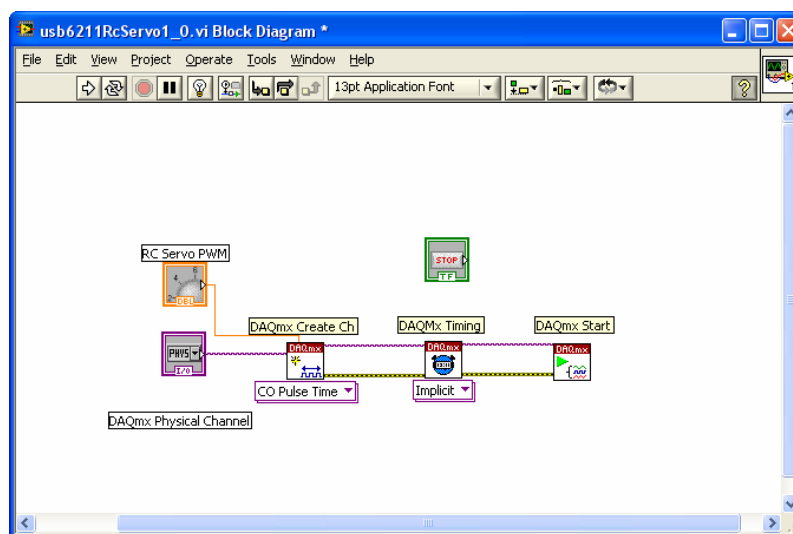 usb6211RcServo1_0.vi Block Diagram *
File Edit View Project Operate Tools Window Help
13pt Application Font
RC Servo PWM
DBL
STOP
TF
DAQmx Create Ch
DAQMx Timing
DAQmx Start
PHYS
I/O
DAQmx
DAQmx
DAQmx
CO Pulse Time
Implicit
DAQmx Physical Channel